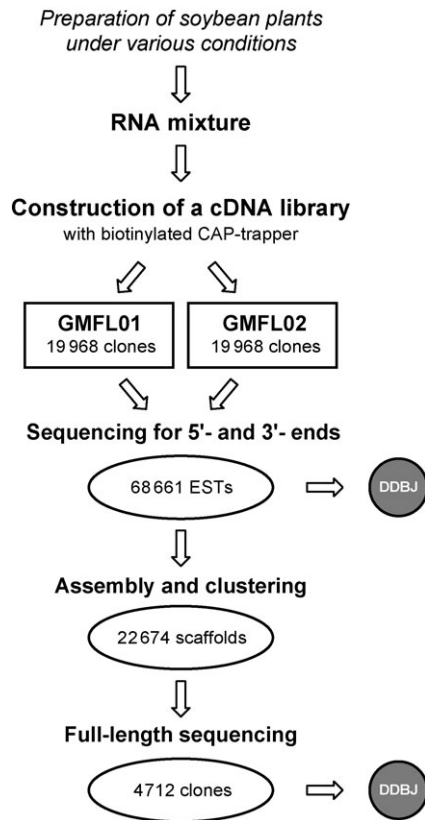 Preparation of soybean plants
under various conditions
RNA mixture
Construction of a cDNA library
with biotinylated CAP-trapper
GMFL01
19 968 clones
GMFL02
19 968 clones
Sequencing for 5'- and 3'- ends
68 661 ESTs
DDBJ
Assembly and clustering
22 674 scaffolds
Full-length sequencing
4712 clones
DDBJ